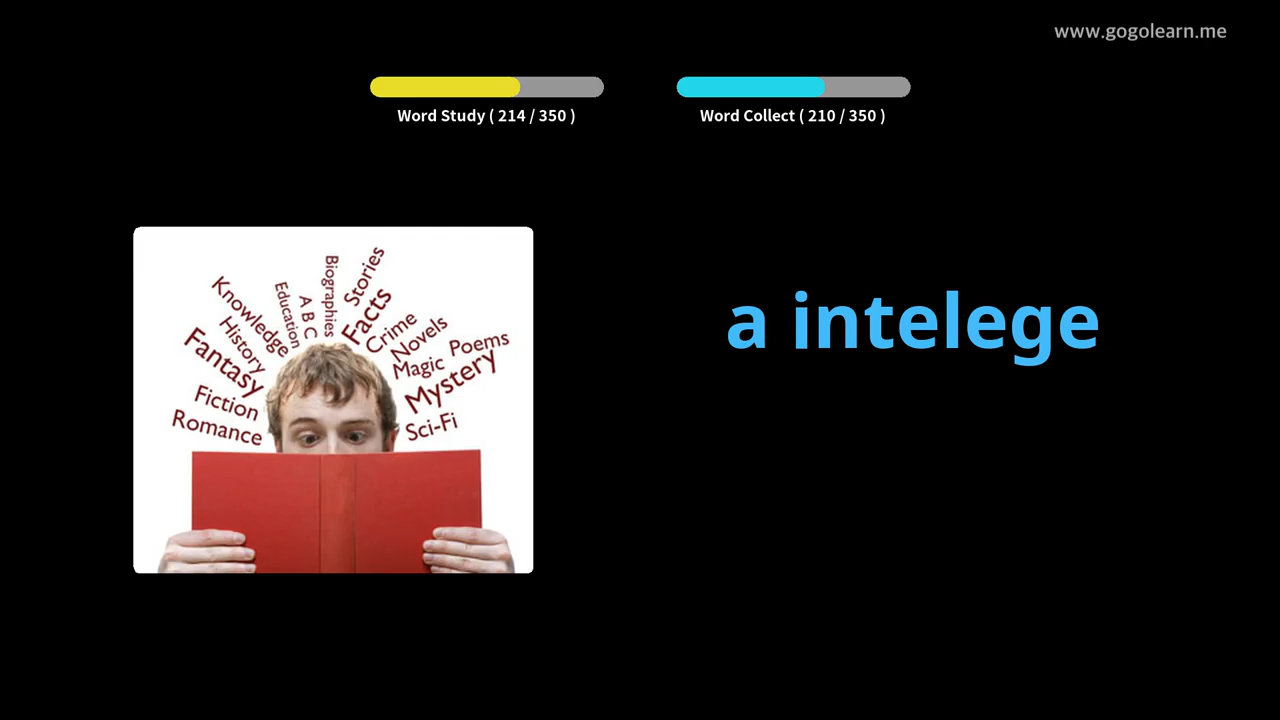 www.gogolearn.me
Word Study ( 214 / 350 )
Word Collect ( 210 / 350 )
a intelege
Knowledge
History
Fantasy
Fiction
Romance
Education
A B C
Biographies
Stories
Facts
Crime
Novels
Magic
Poems
Mystery
Sci-Fi